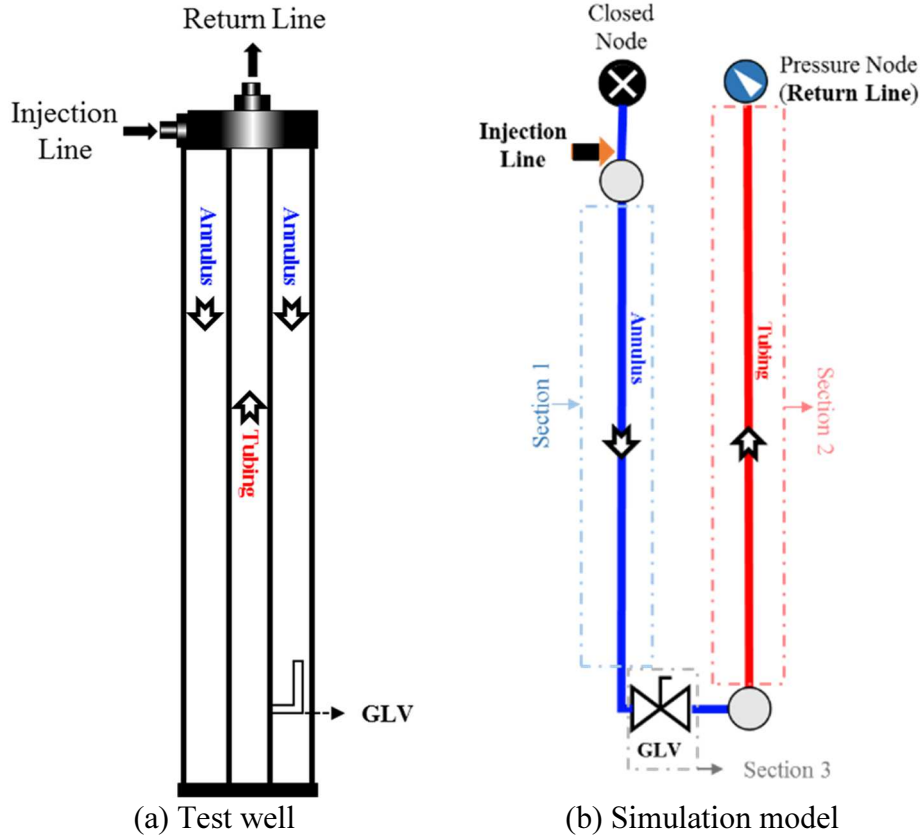 Return Line
Injection
Line
Annulus
Annulus
Tubing
GLV
(a) Test well
Closed
Node
Pressure Node
(Return Line)
Injection
Line
Section 1
Annulus
Tubing
Section 2
GLV
Section 3
(b) Simulation model